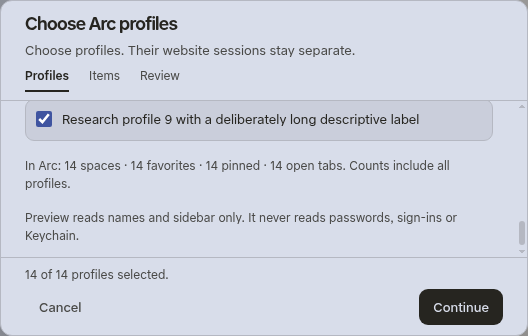 Choose Arc profiles
Choose profiles. Their website sessions stay separate.
Profiles Items Review
Research profile 9 with a deliberately long descriptive label
In Arc: 14 spaces · 14 favorites · 14 pinned · 14 open tabs. Counts include all
profiles.
Preview reads names and sidebar only. It never reads passwords, sign-ins or
Keychain.
14 of 14 profiles selected.
Cancel Continue